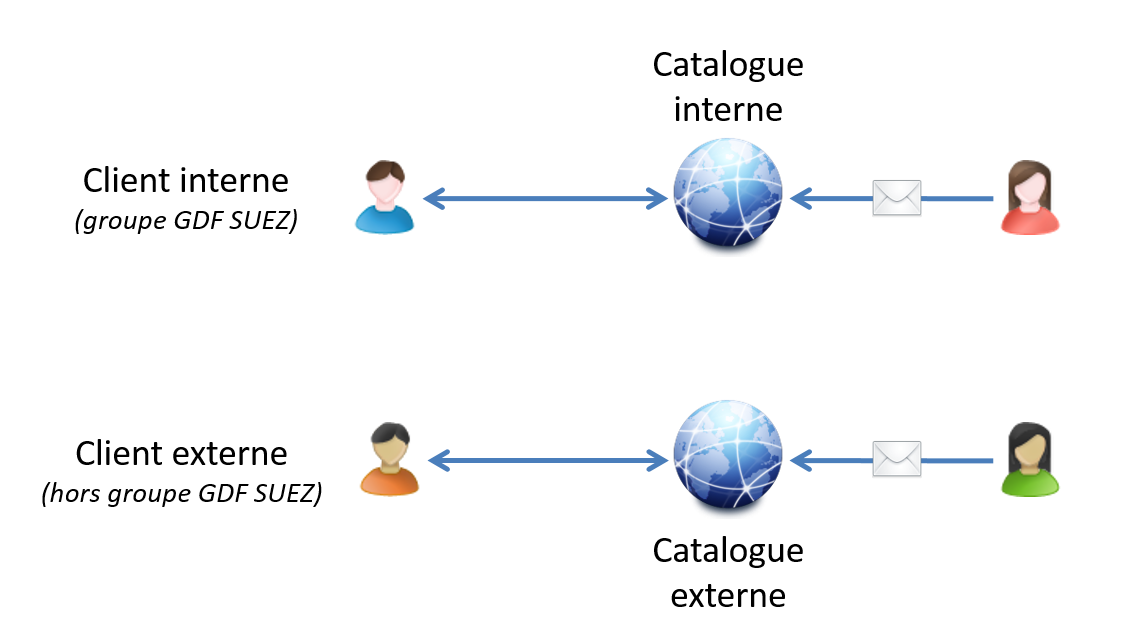 Catalogue
interne
Client interne
(groupe GDF SUEZ)
Client externe
(hors groupe GDF SUEZ)
Catalogue
externe